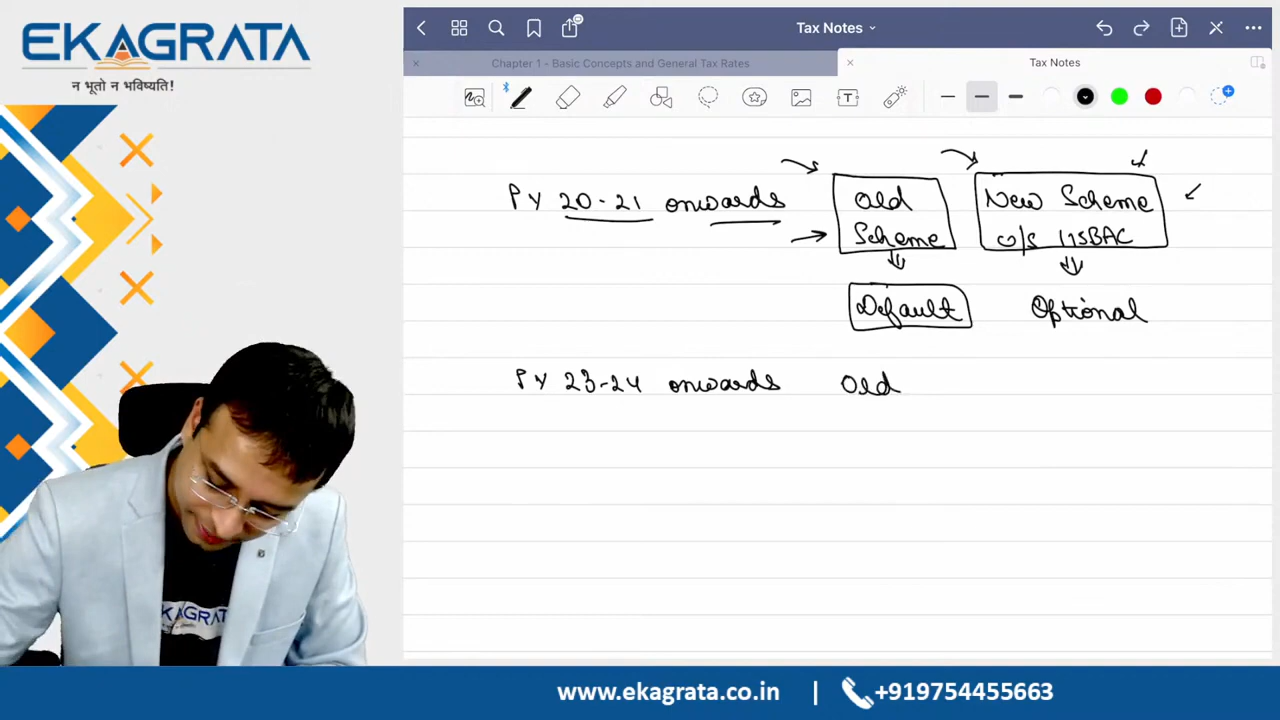 EKAGRATA
न भूतो न भविष्यति!
Tax Notes
Chapter 1 - Basic Concepts and General Tax Rates
Tax Notes
PY 20-21 onwards
Old
Scheme
New Scheme
u/s 115BAC
Default
Optional
PY 23-24 onwards Old
EKAGRATA
www.ekagrata.co.in | +919754455663